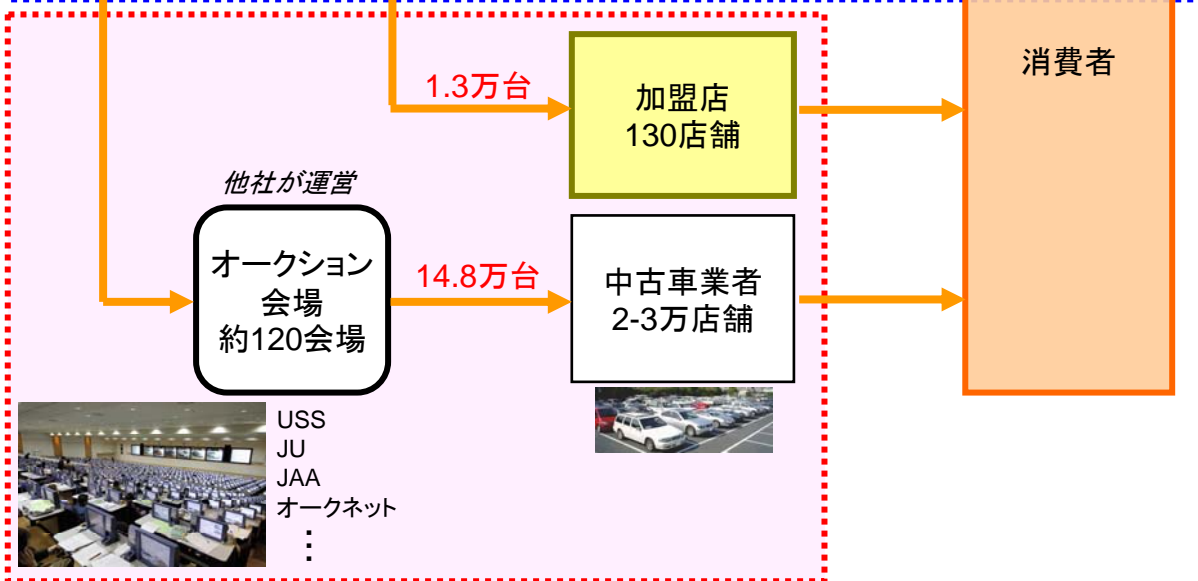 消費者
1.3万台
加盟店
130店舗
他社が運営
オークション
会場
約120会場
14.8万台
中古車業者
2-3万店舗
USS
JU
JAA
オークネット
⋮